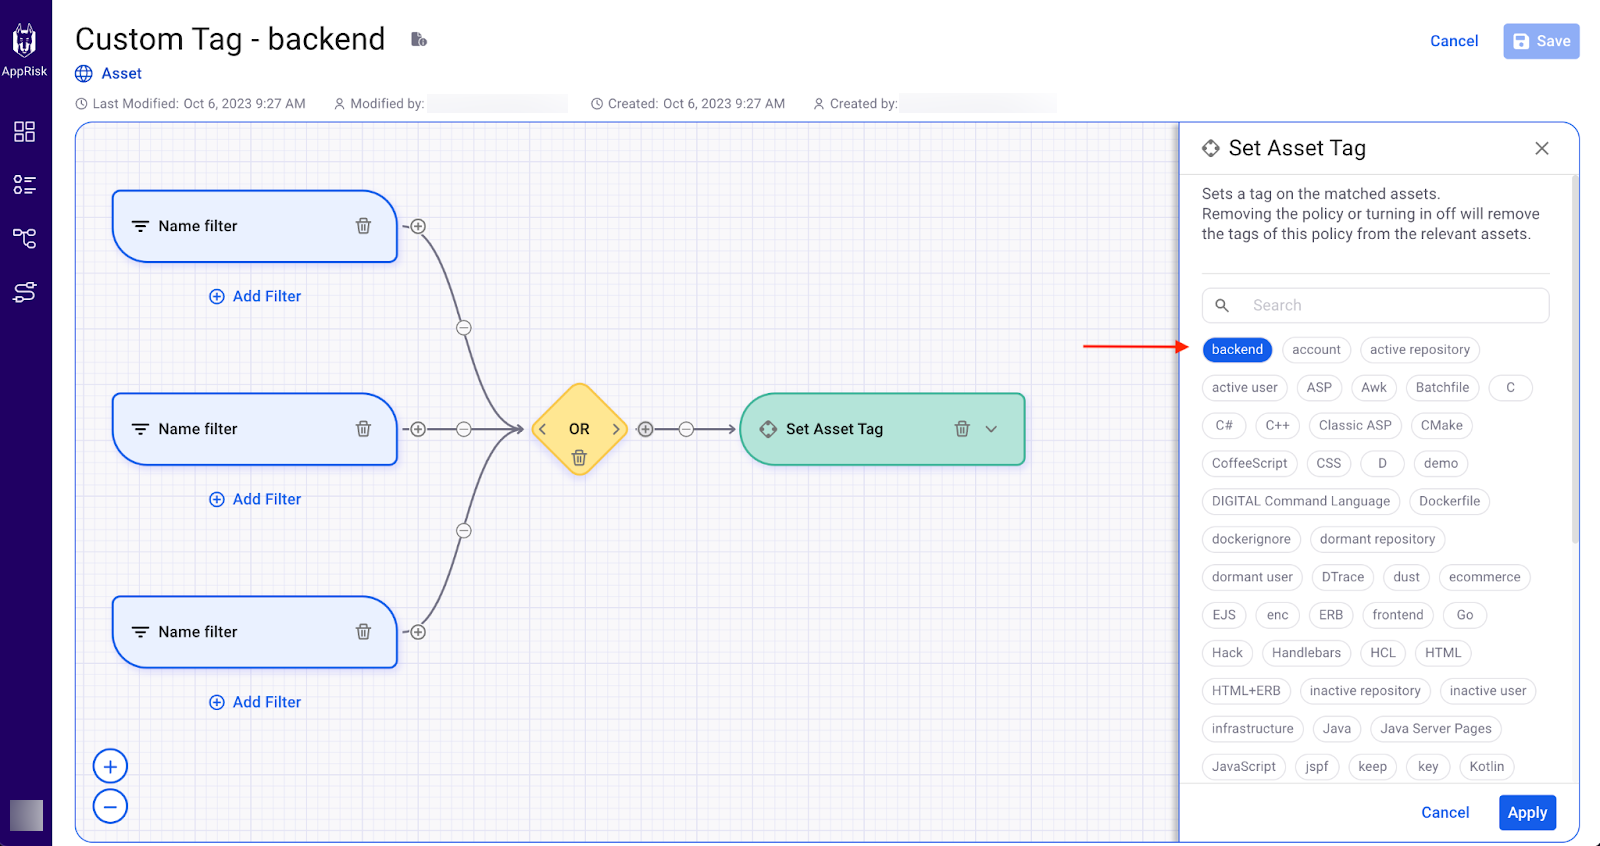 AppRisk
Custom Tag - backend
Cancel
Save
Asset
Last Modified: Oct 6, 2023 9:27 AM
Modified by:
Created: Oct 6, 2023 9:27 AM
Created by:
Name filter
Add Filter
Name filter
Add Filter
Name filter
Add Filter
OR
Set Asset Tag
Set Asset Tag
Sets a tag on the matched assets.
Removing the policy or turning in off will remove
the tags of this policy from the relevant assets.
Search
backend account active repository
active user ASP Awk Batchfile C
C# C++ Classic ASP CMake
CoffeeScript CSS D demo
DIGITAL Command Language Dockerfile
dockerignore dormant repository
dormant user DTrace dust ecommerce
EJS enc ERB frontend Go
Hack Handlebars HCL HTML
HTML+ERB inactive repository inactive user
infrastructure Java Java Server Pages
JavaScript jspf keep key Kotlin
Cancel Apply